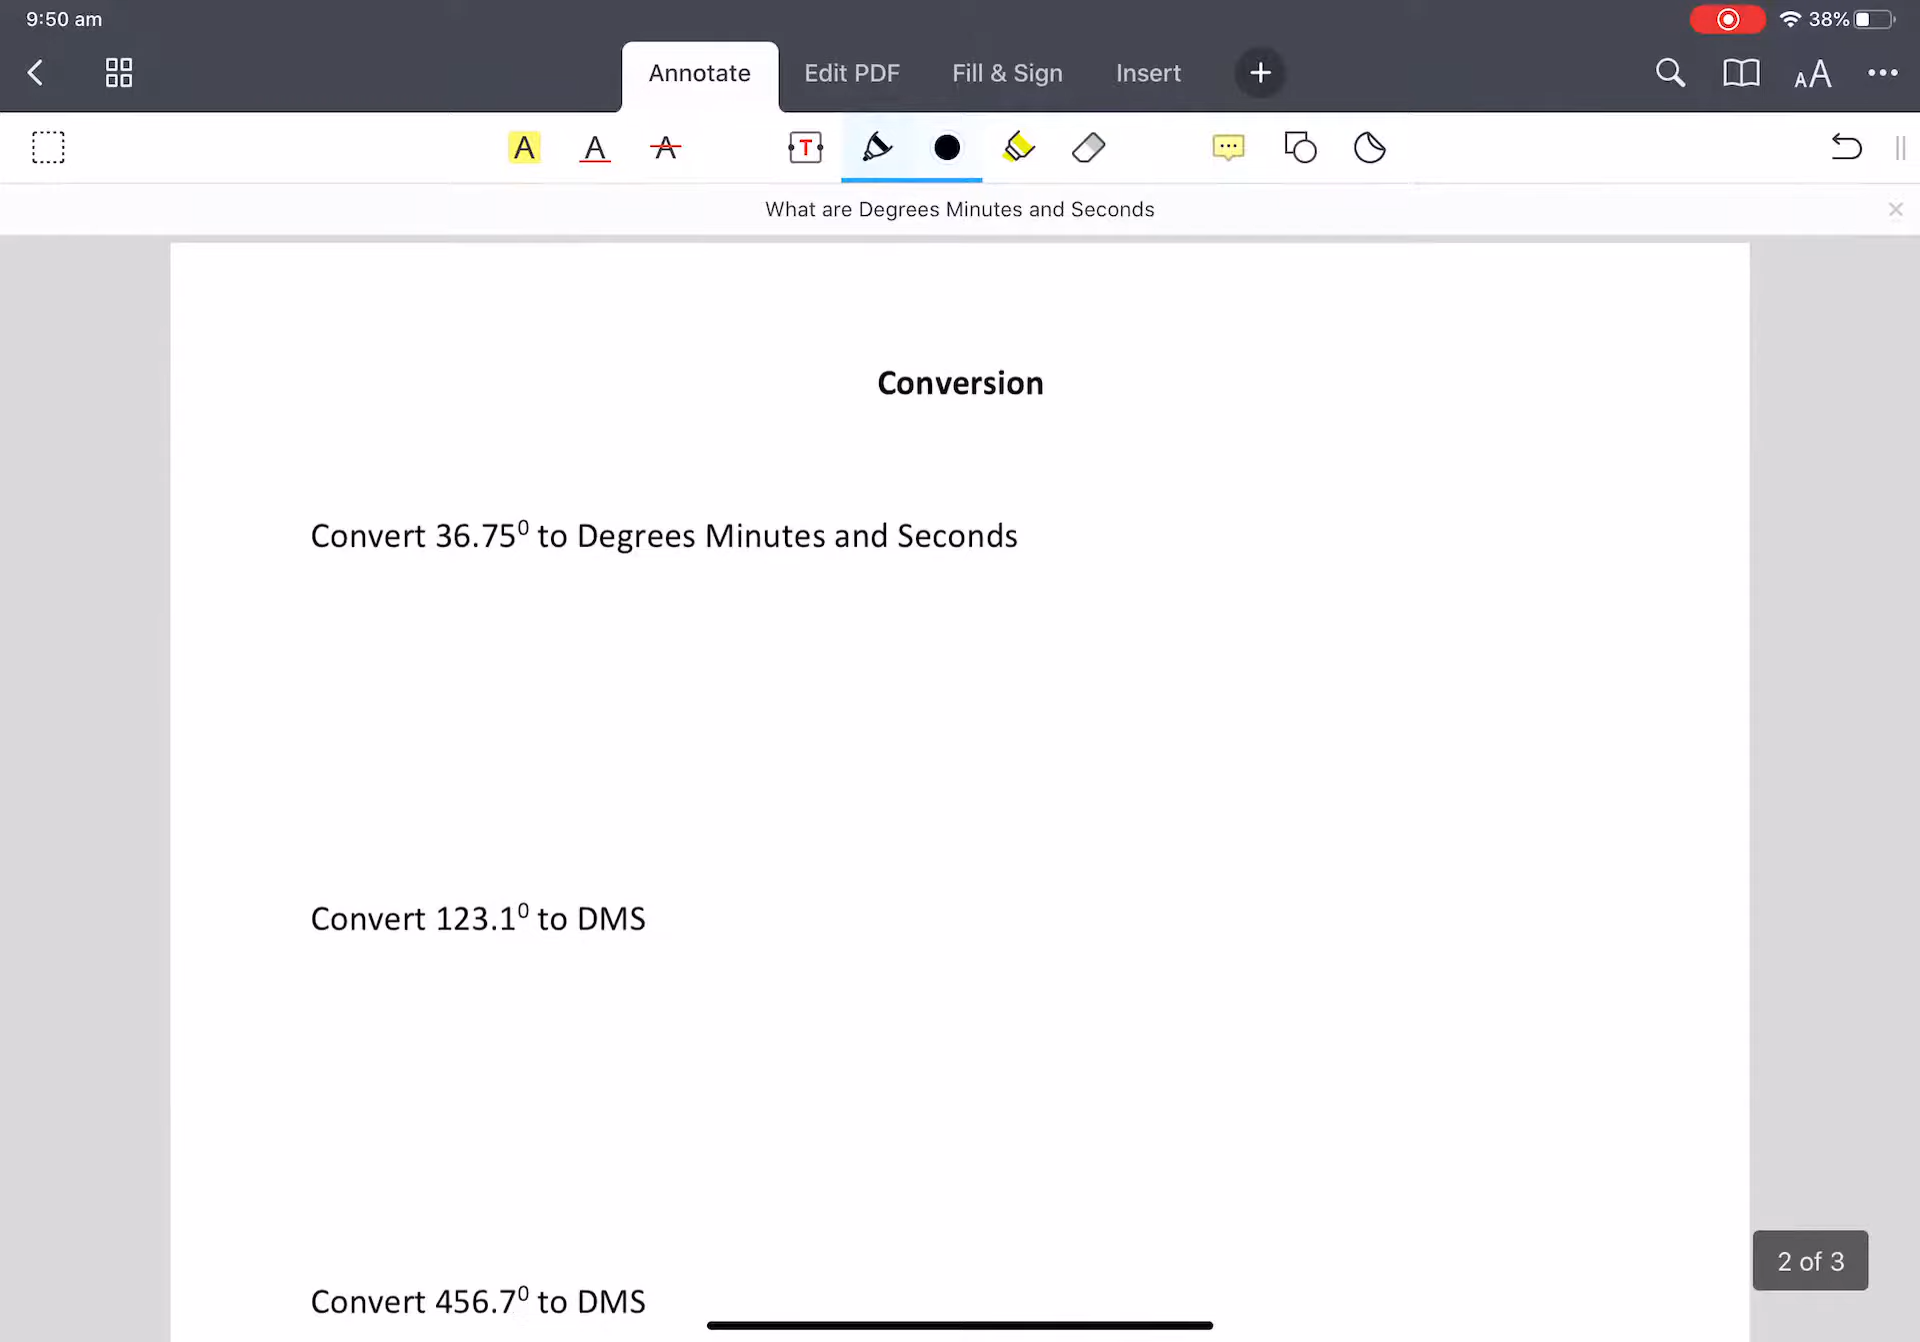 9:50 am
38%
Annotate
Edit PDF
Fill & Sign
Insert
AA
A
A
A
T
What are Degrees Minutes and Seconds
Conversion
Convert 36.75⁰ to Degrees Minutes and Seconds
Convert 123.1⁰ to DMS
Convert 456.7⁰ to DMS
2 of 3